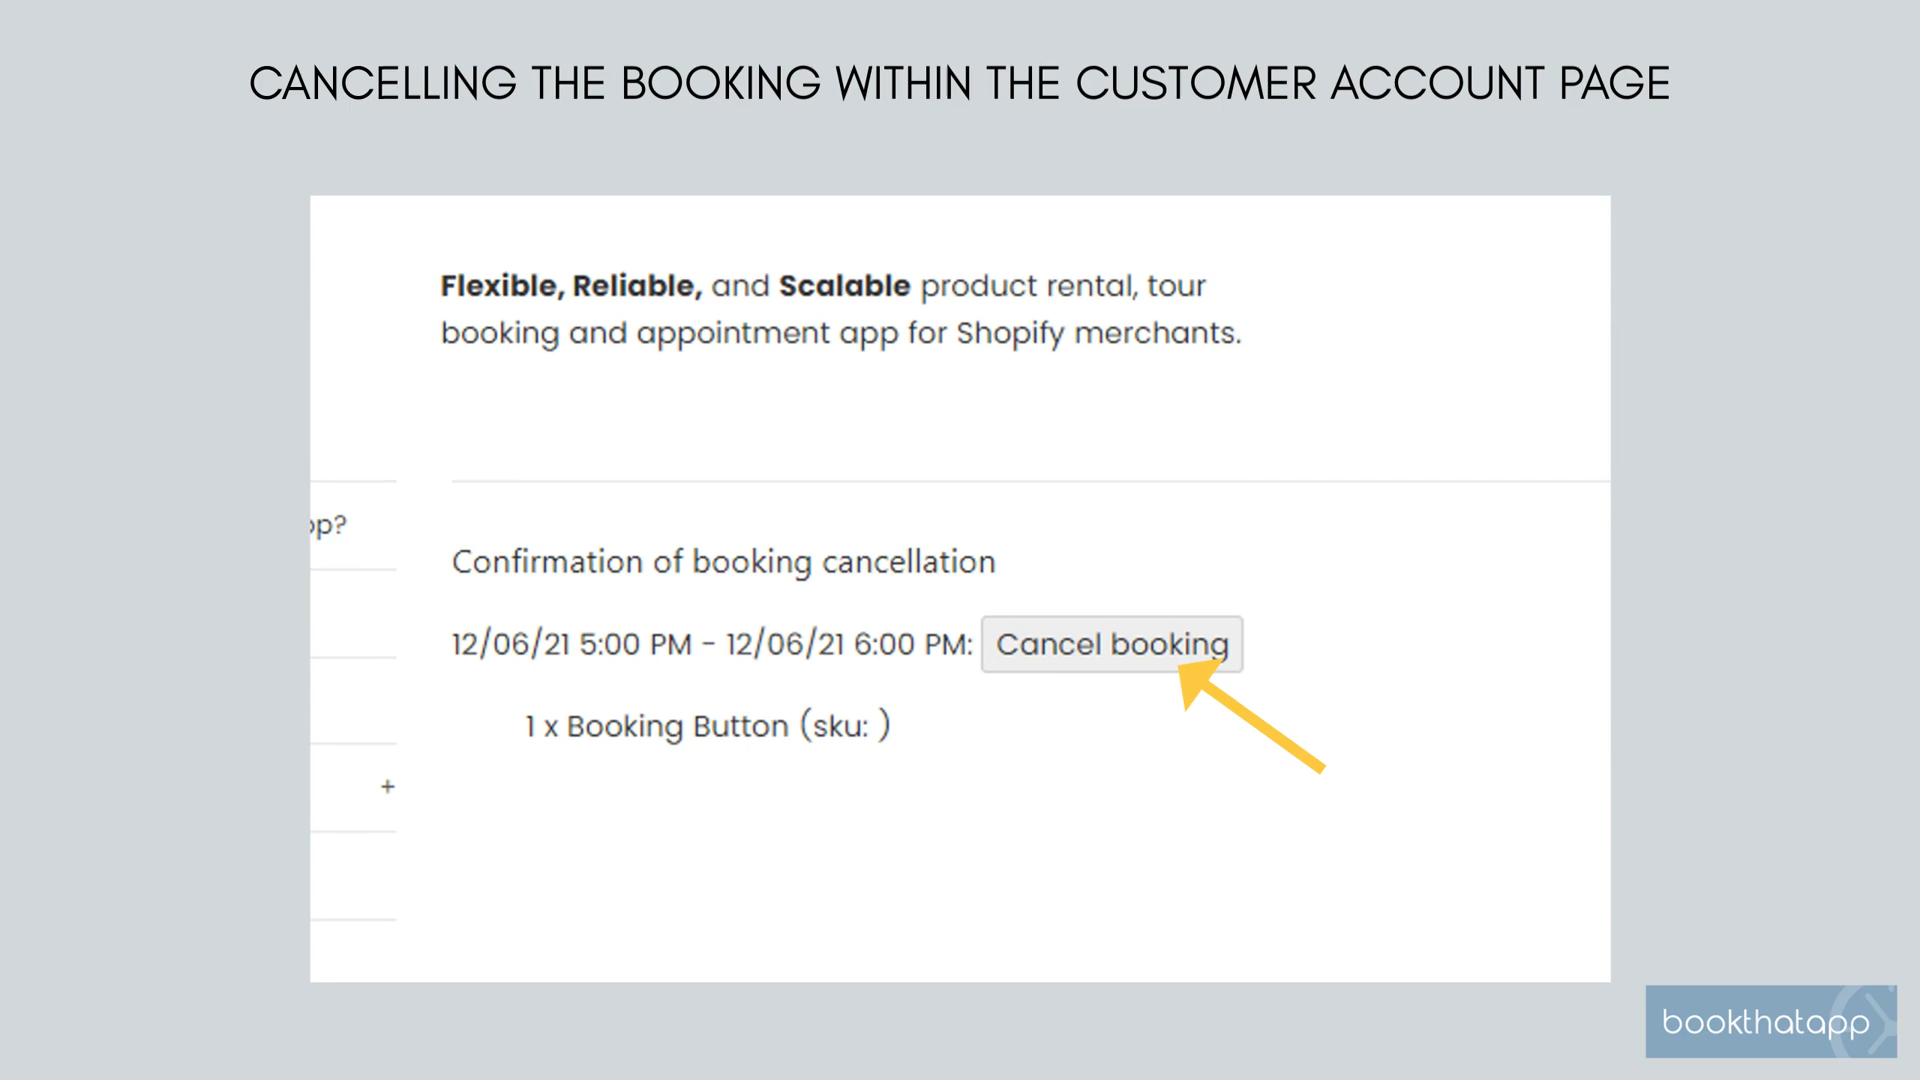 CANCELLING THE BOOKING WITHIN THE CUSTOMER ACCOUNT PAGE
Flexible, Reliable, and Scalable product rental, tour
booking and appointment app for Shopify merchants.
op?
Confirmation of booking cancellation
12/06/21 5:00 PM - 12/06/21 6:00 PM: Cancel booking
1 x Booking Button (sku: )
+
bookthatapp